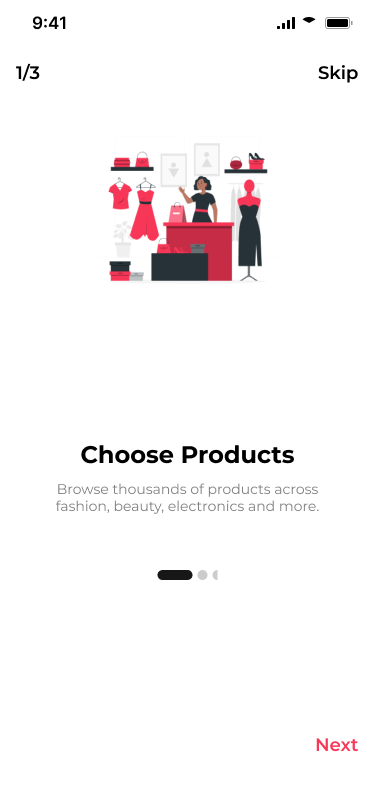 9:41
1/3
Skip
Choose Products
Browse thousands of products across
fashion, beauty, electronics and more.
Next